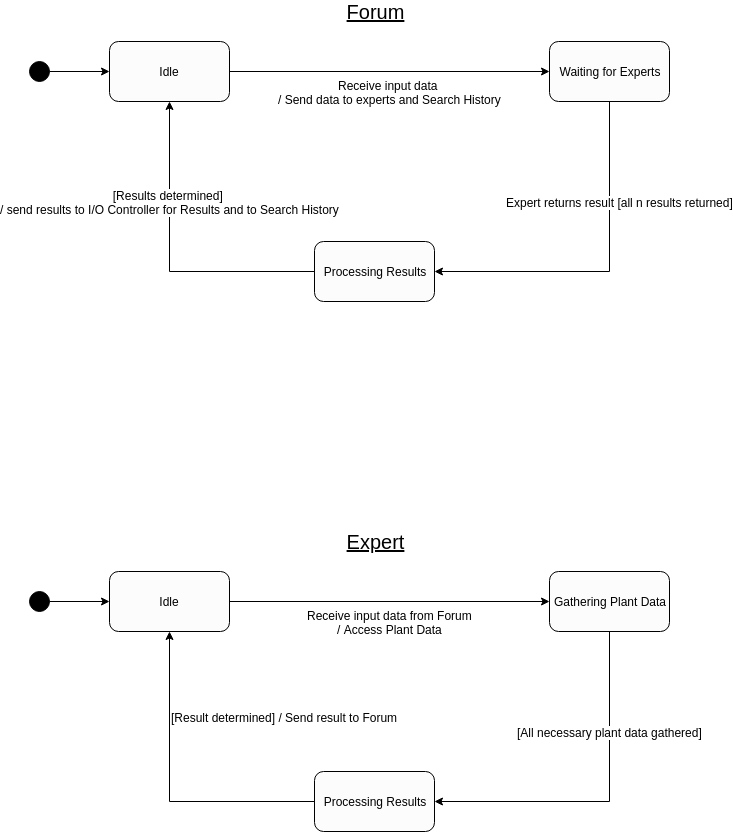 Forum
Idle
Waiting for Experts
Receive input data
/ Send data to experts and Search History
[Results determined]
/ send results to I/O Controller for Results and to Search History
Expert returns result [all n results returned]
Processing Results
Expert
Idle
Gathering Plant Data
Receive input data from Forum
/ Access Plant Data
[Result determined] / Send result to Forum
[All necessary plant data gathered]
Processing Results